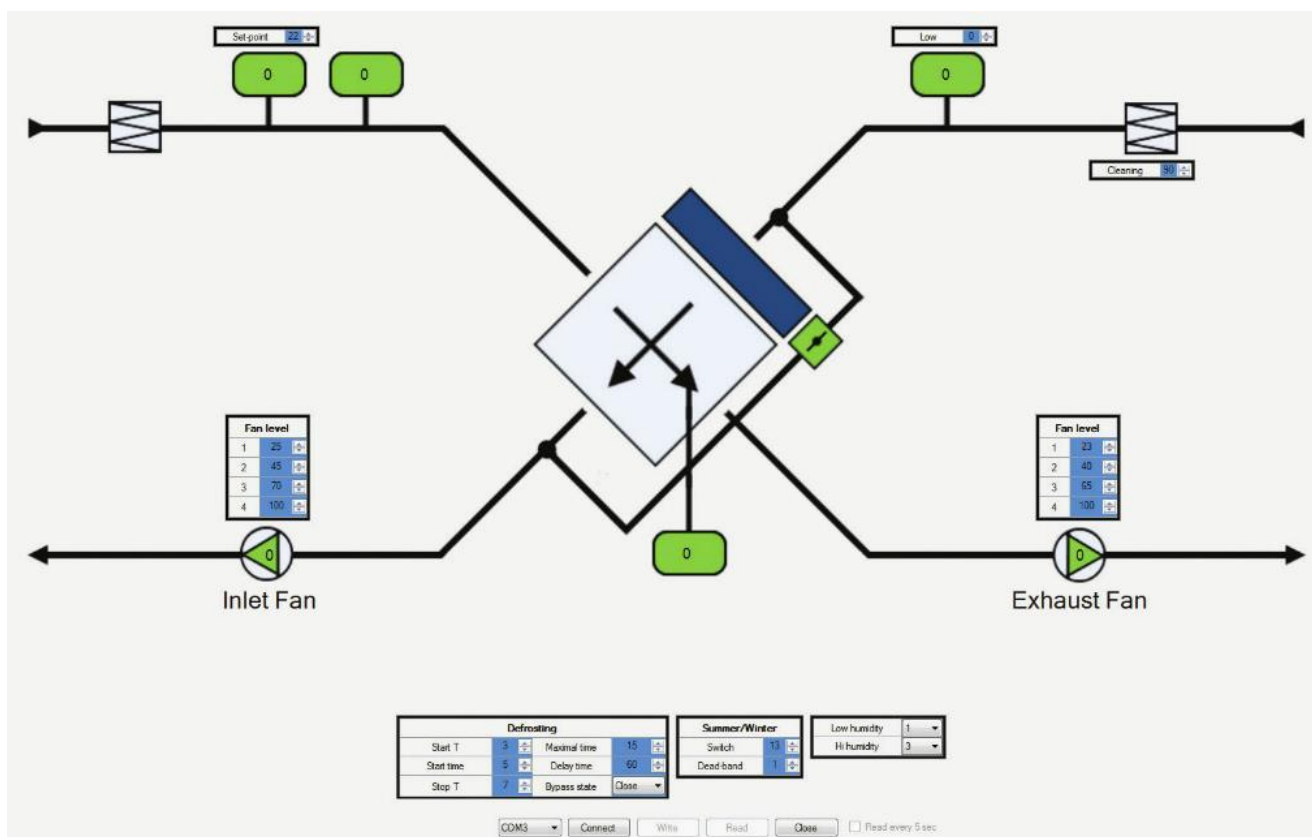 Set-point 22
Low 0
0
0
0
Cleaning 90
Fan level
1 25
2 45
3 70
4 100
Fan level
1 23
2 40
3 65
4 100
0
0
0
Inlet Fan
Exhaust Fan
Defrosting
Start T 3 Maximal time 15
Start time 5 Delay time 60
Stop T 7 Bypass state Close
Summer/Winter
Switch 13
Dead-band 1
Low humidity 1
Hi humidity 3
COM3 Connect Write Read Close Read every 5 sec